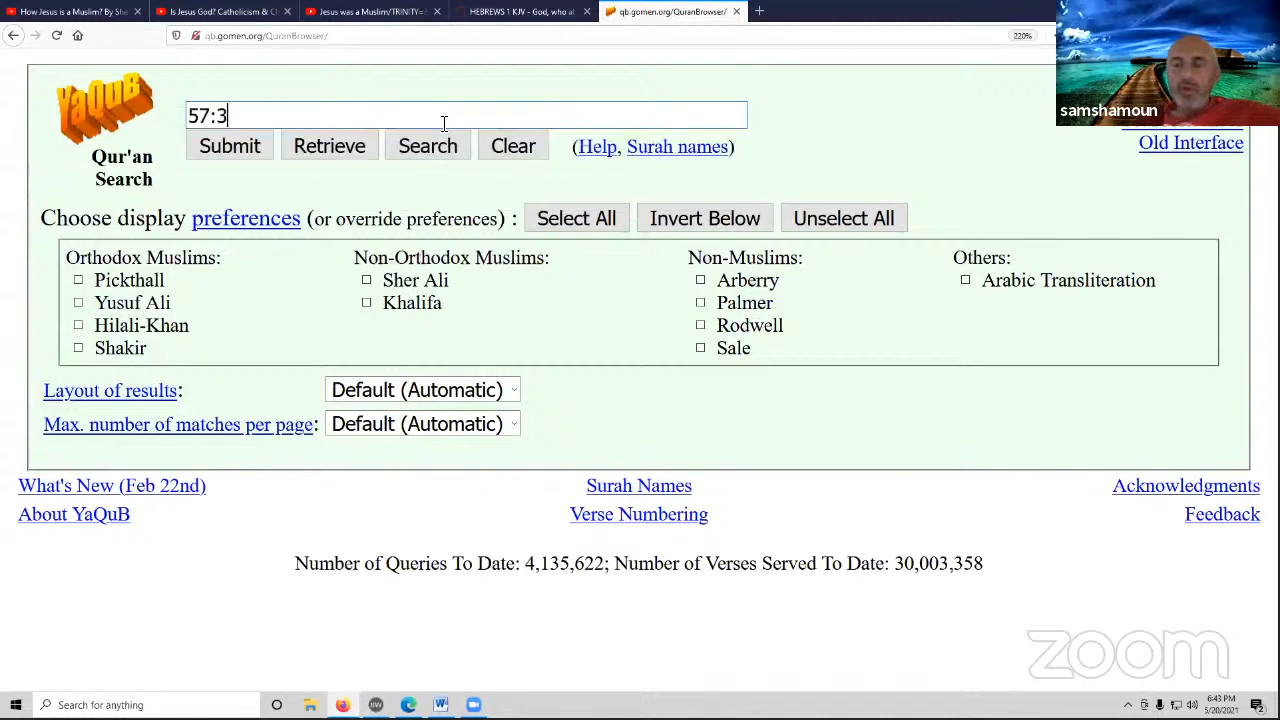 How Jesus is a Muslim? By She
Is Jesus God? Catholicism & Ch
Jesus was a Muslim/TRINITY=
HEBREWS 1 KJV - God, who at
qb.gomen.org/QuranBrowser/
qb.gomen.org/QuranBrowser/
220%
samshamoun
YaQuB
Qur'an
Search
57:3
Submit
Retrieve
Search
Clear
(Help, Surah names)
Old Interface
Choose display preferences (or override preferences) :
Select All
Invert Below
Unselect All
Orthodox Muslims:
Pickthall
Yusuf Ali
Hilali-Khan
Shakir
Non-Orthodox Muslims:
Sher Ali
Khalifa
Non-Muslims:
Arberry
Palmer
Rodwell
Sale
Others:
Arabic Transliteration
Layout of results:
Default (Automatic)
Max. number of matches per page:
Default (Automatic)
What's New (Feb 22nd)
Surah Names
Acknowledgments
About YaQuB
Verse Numbering
Feedback
Number of Queries To Date: 4,135,622; Number of Verses Served To Date: 30,003,358
zoom
Search for anything
6:43 PM
5/20/2021